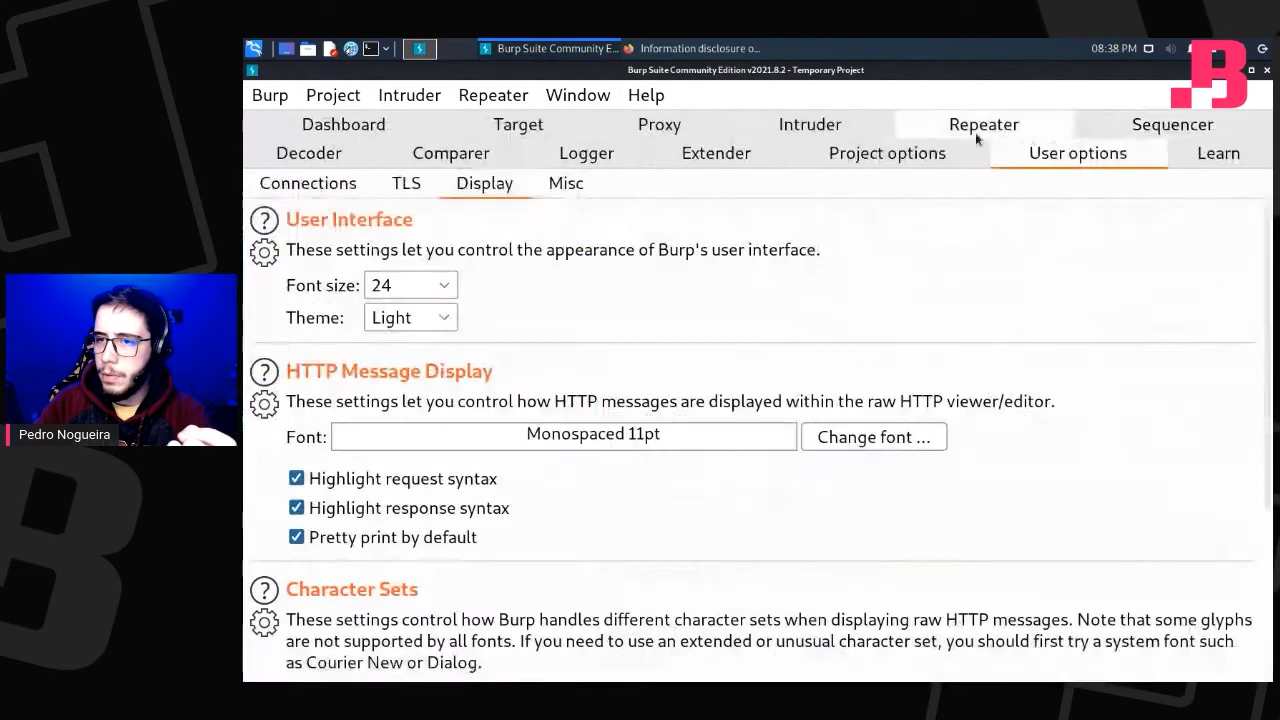 Burp Suite Community E... Information disclosure o... 08:38 PM
Burp Suite Community Edition v2021.8.2 - Temporary Project
Burp Project Intruder Repeater Window Help
Dashboard Target Proxy Intruder Repeater Sequencer
Decoder Comparer Logger Extender Project options User options Learn
Connections TLS Display Misc
? User Interface
These settings let you control the appearance of Burp's user interface.
Font size: 24
Theme: Light
? HTTP Message Display
These settings let you control how HTTP messages are displayed within the raw HTTP viewer/editor.
Font: Monospaced 11pt Change font ...
Highlight request syntax
Highlight response syntax
Pretty print by default
? Character Sets
These settings control how Burp handles different character sets when displaying raw HTTP messages. Note that some glyphs
are not supported by all fonts. If you need to use an extended or unusual character set, you should first try a system font such
as Courier New or Dialog.
Pedro Nogueira
B